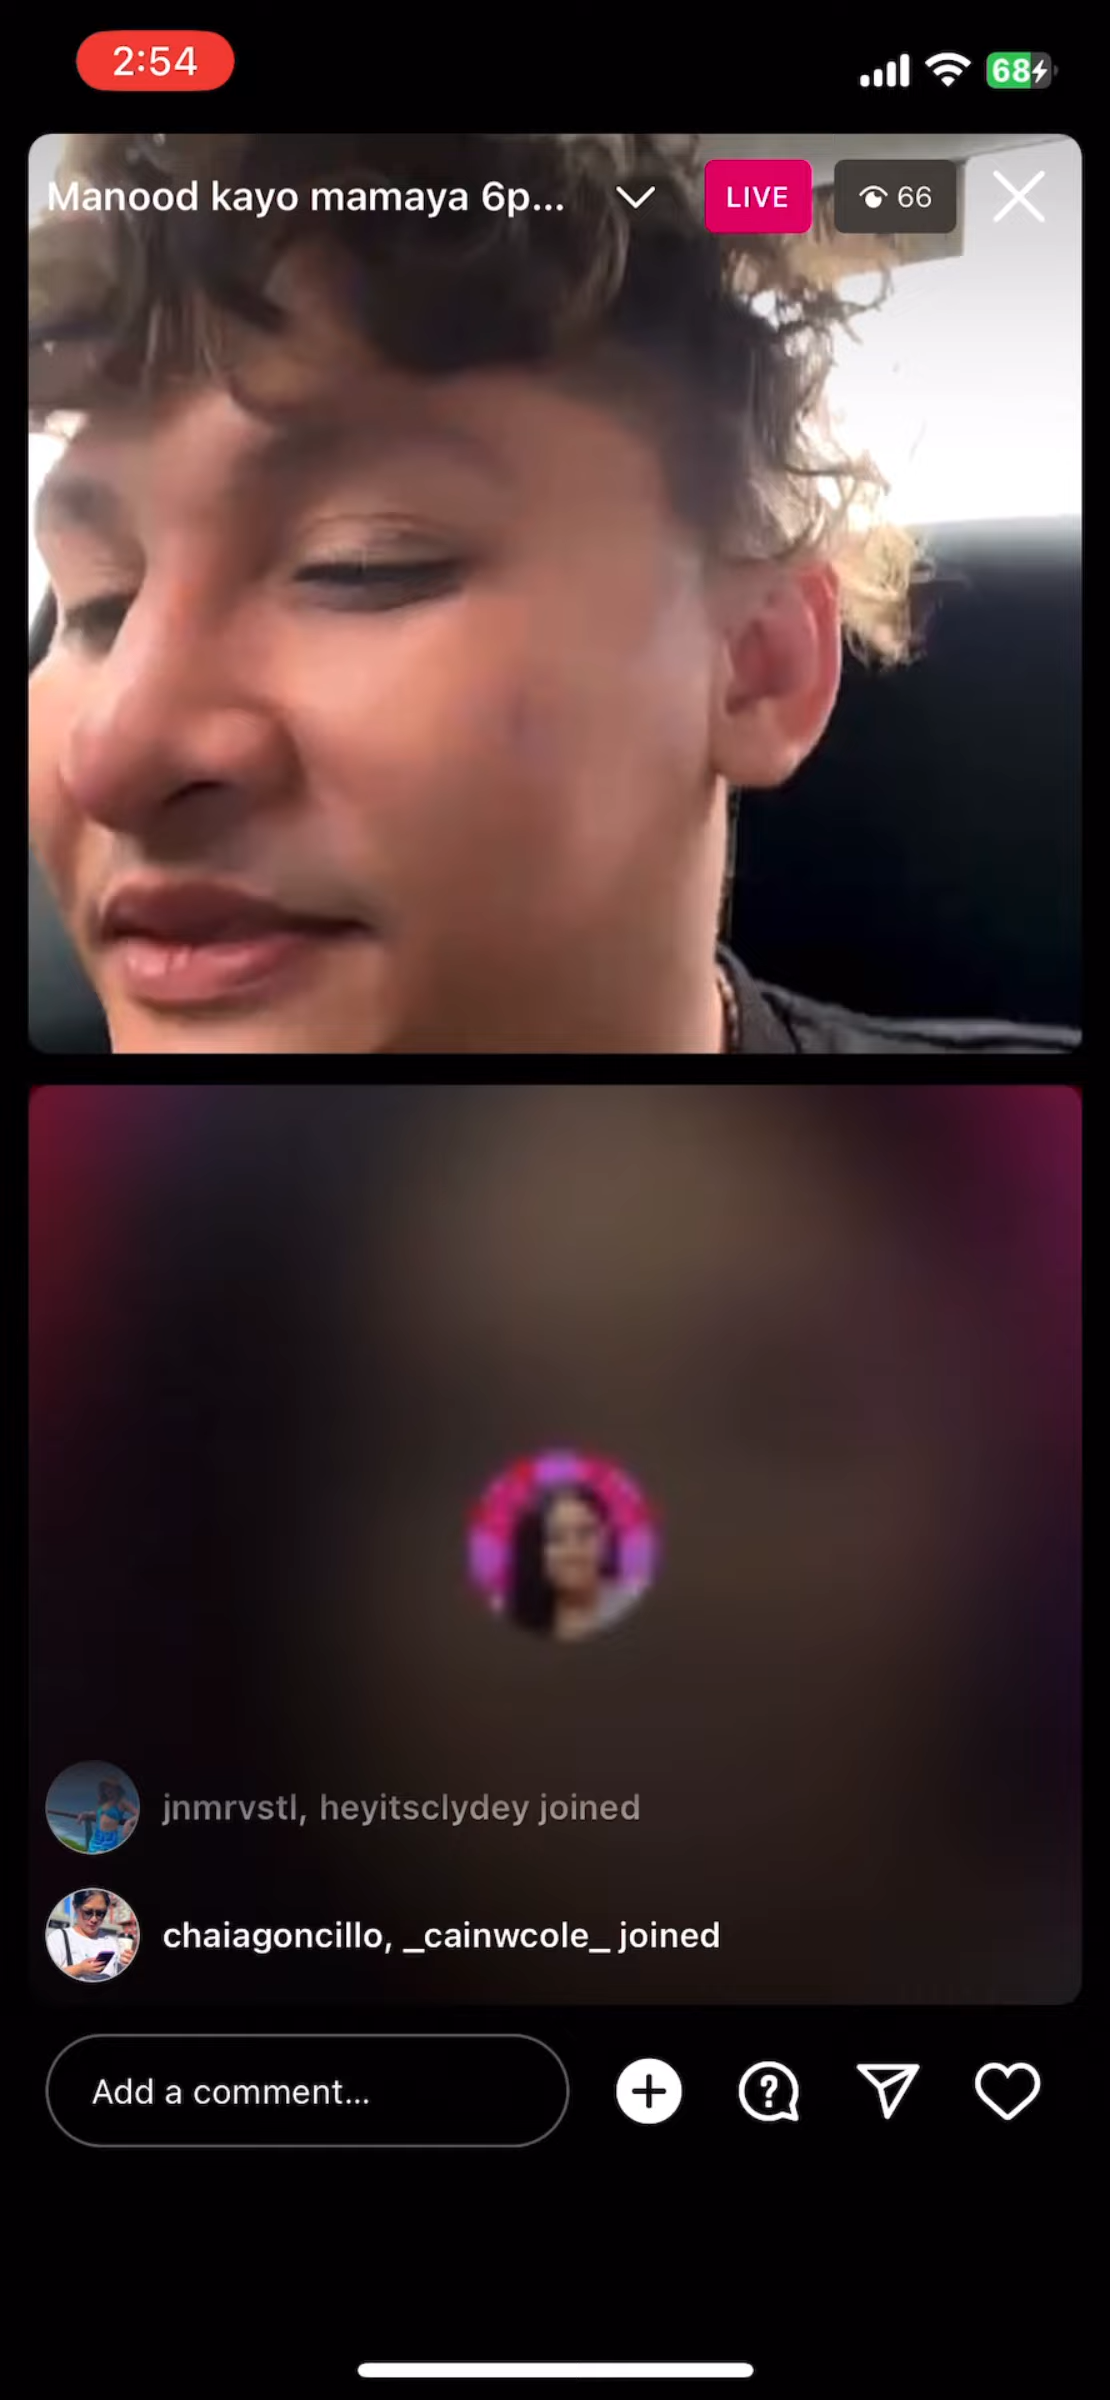 2:54
68
Manood kayo mamaya 6p...
LIVE
66
jnmrvstl, heyitsclydey joined
chaiagoncillo, _cainwcole_ joined
Add a comment...